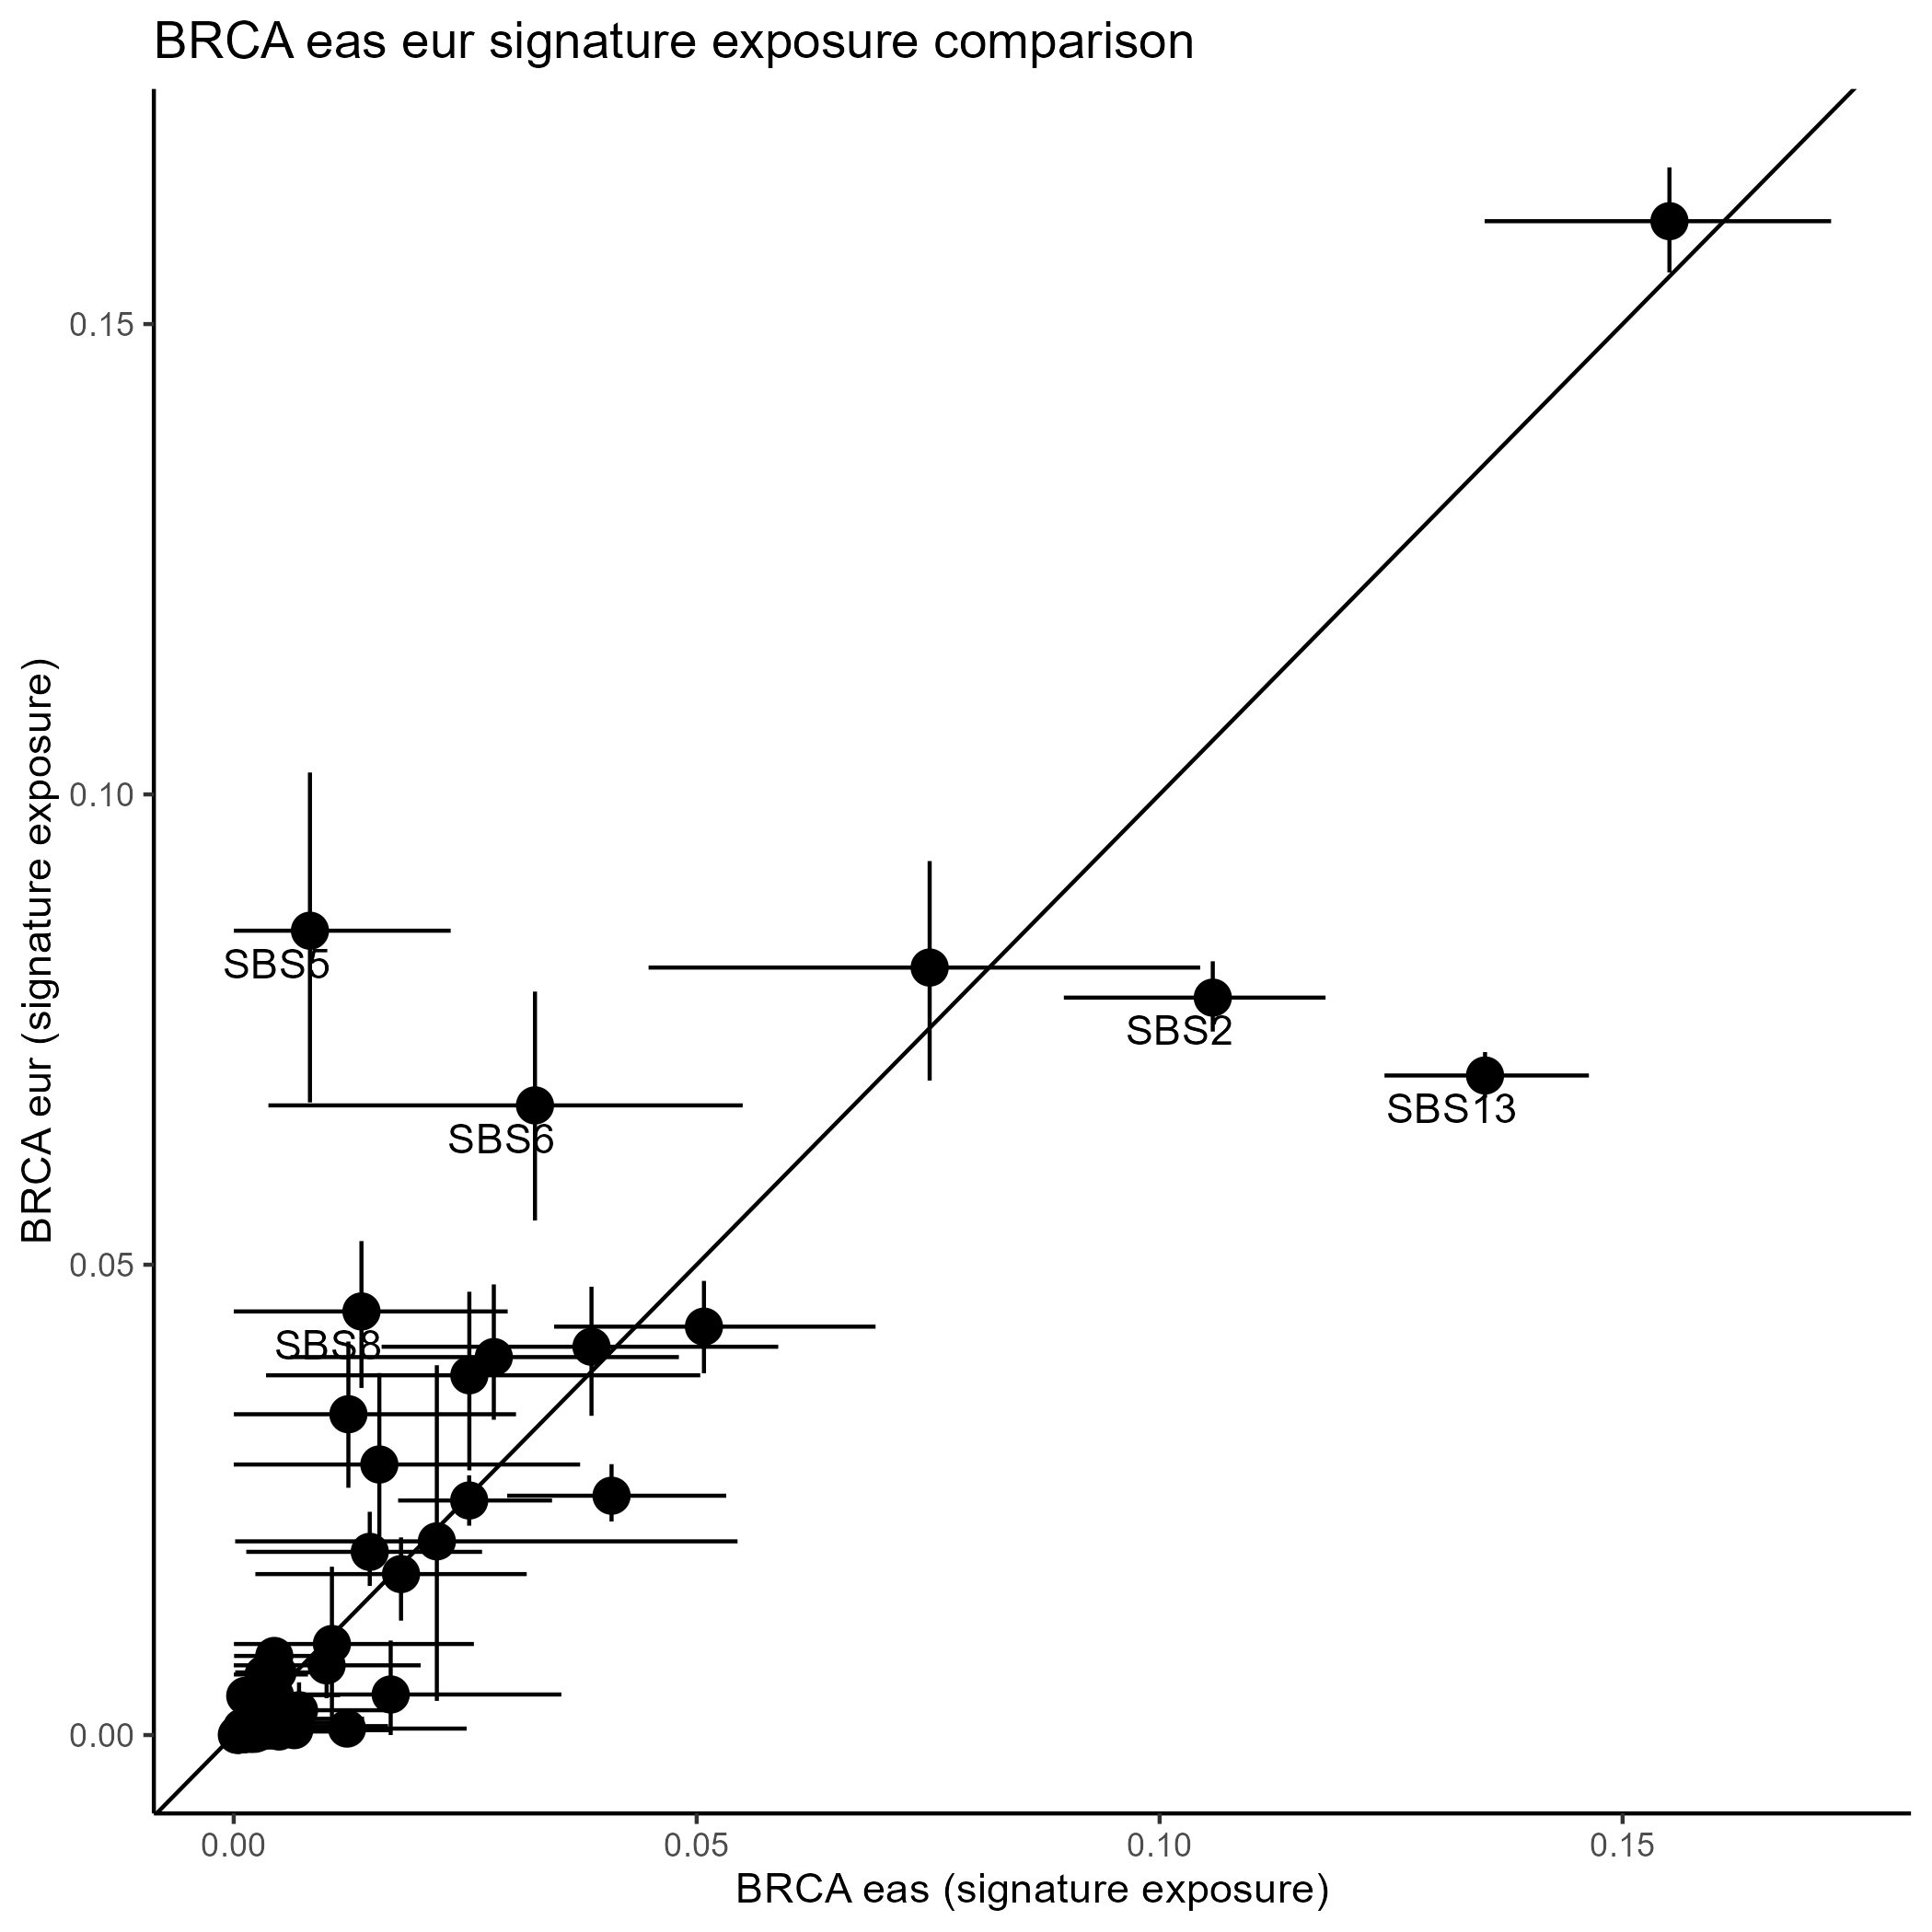 BRCA eas eur signature exposure comparison
BRCA eur (signature exposure)
0.15
0.10
0.05
0.00
SBS5
SBS2
SBS13
SBS6
SBS8
0.00 0.05 0.10 0.15
BRCA eas (signature exposure)